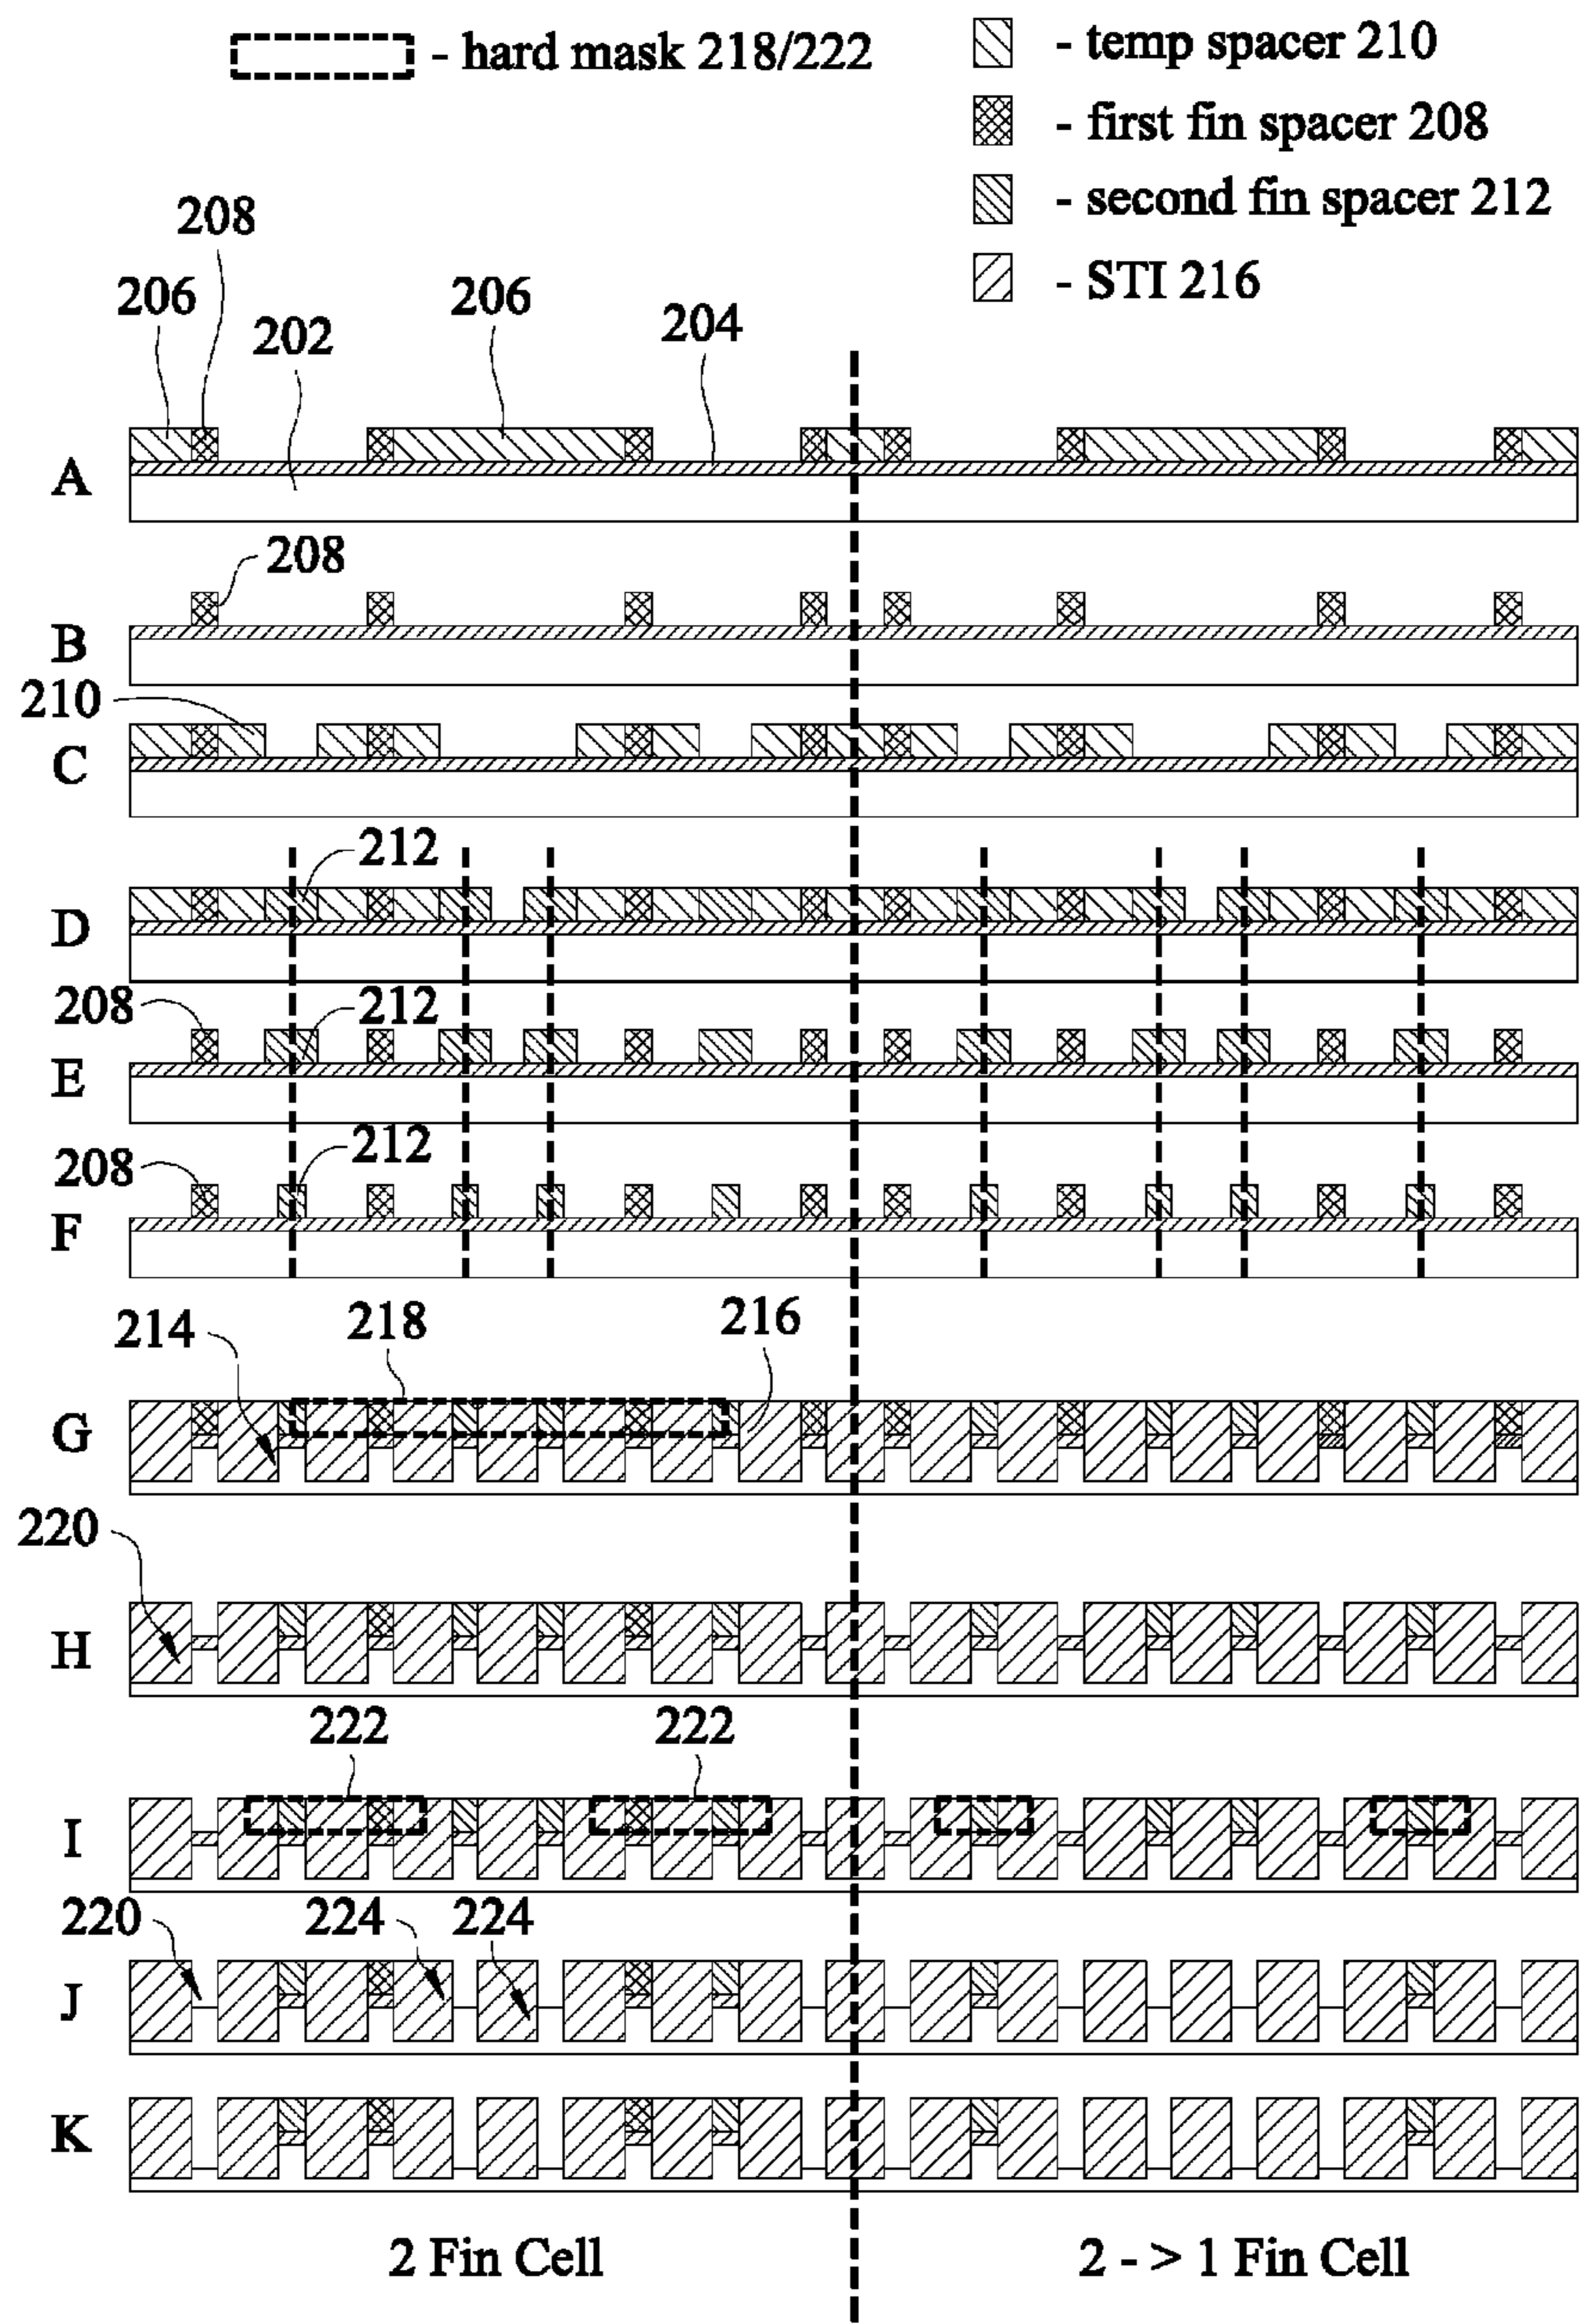 - hard mask 218/222
- temp spacer 210
- first fin spacer 208
- second fin spacer 212
- STI 216
208
206
206
204
202
A
208
B
210
C
212
D
208
212
E
208
212
F
214
218
216
G
220
H
222
222
I
220
224
224
J
K
2 Fin Cell
2 - > 1 Fin Cell